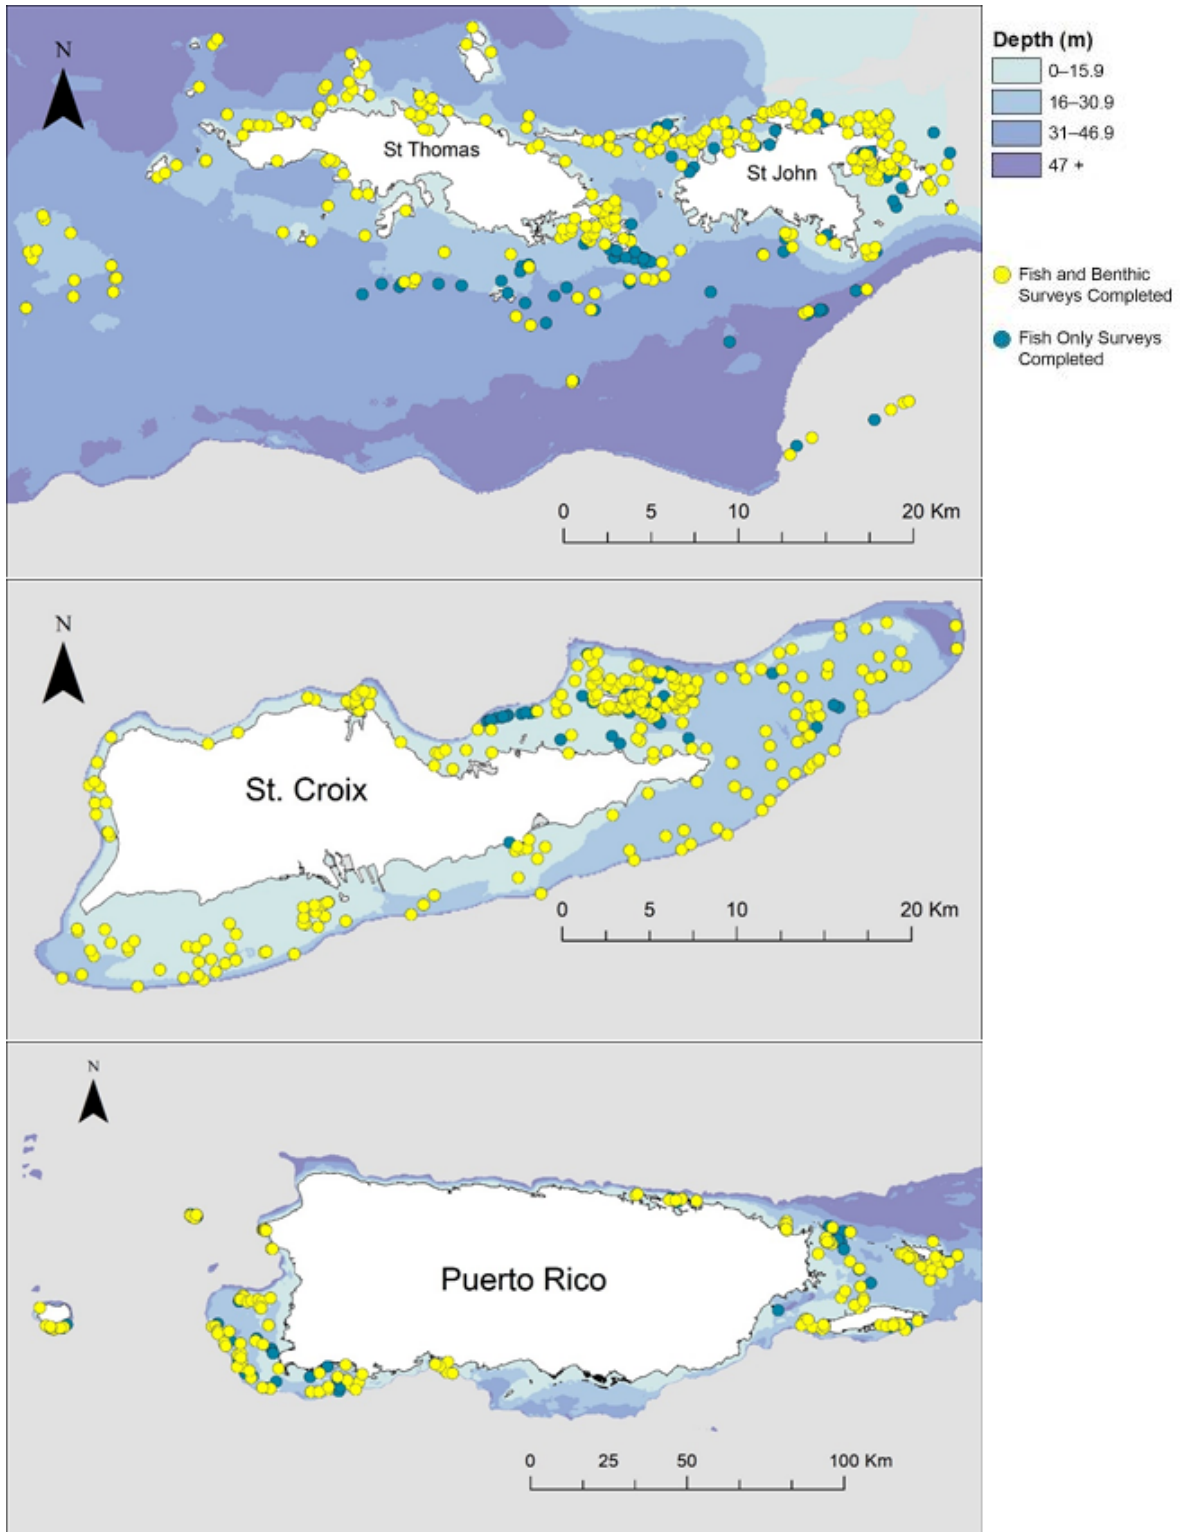 N
St Thomas
St John
0 5 10 20 Km
Depth (m)
0–15.9
16–30.9
31–46.9
47 +
Fish and Benthic
Surveys Completed
Fish Only Surveys
Completed
N
St. Croix
0 5 10 20 Km
N
Puerto Rico
0 25 50 100 Km